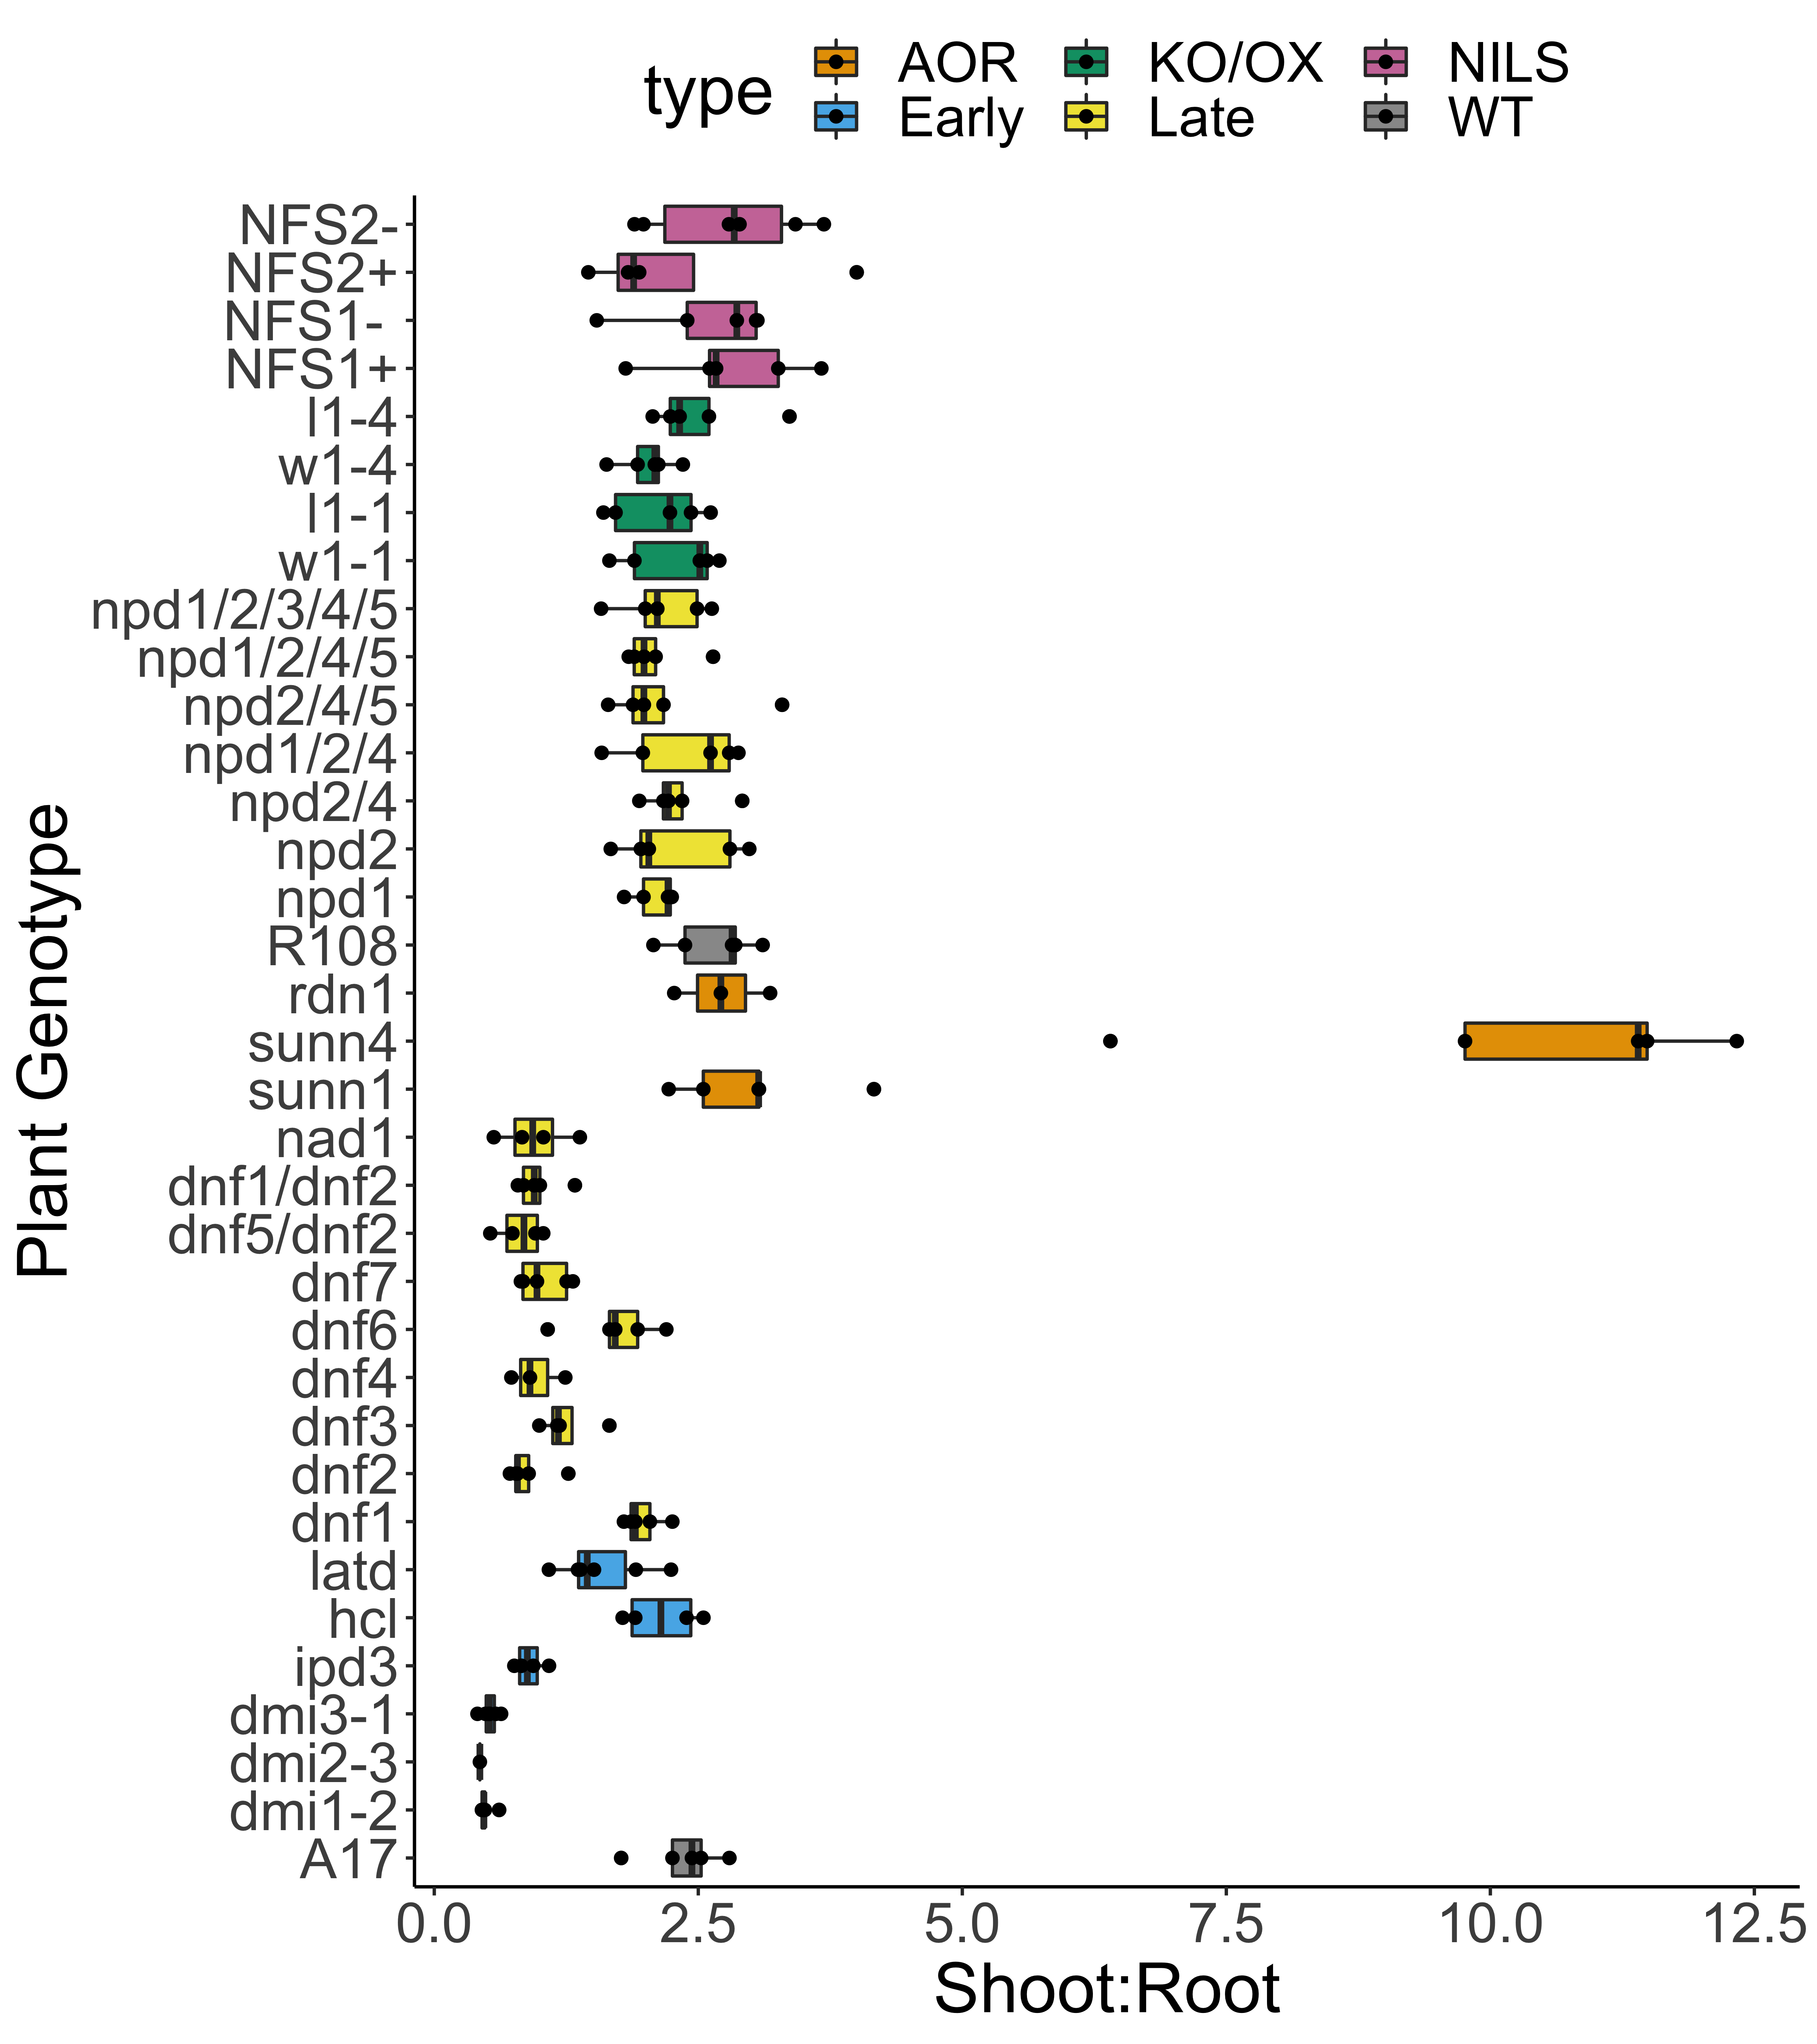 type
AOR
KO/OX
NILS
Early
Late
WT
Plant Genotype
NFS2-
NFS2+
NFS1-
NFS1+
l1-4
w1-4
l1-1
w1-1
npd1/2/3/4/5
npd1/2/4/5
npd2/4/5
npd1/2/4
npd2/4
npd2
npd1
R108
rdn1
sunn4
sunn1
nad1
dnf1/dnf2
dnf5/dnf2
dnf7
dnf6
dnf4
dnf3
dnf2
dnf1
latd
hcl
ipd3
dmi3-1
dmi2-3
dmi1-2
A17
0.0 2.5 5.0 7.5 10.0 12.5
Shoot:Root